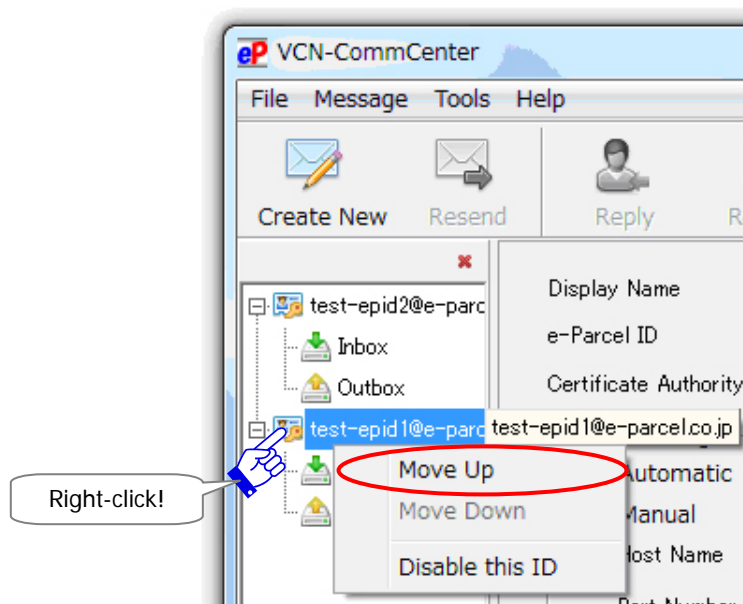 eP VCN-CommCenter
File Message Tools Help
Create New Resend Reply R
test-epid2@e-parc
Inbox
Outbox
test-epid1@e-parc
test-epid1@e-parcel.co.jp
Display Name
e-Parcel ID
Certificate Authority
Move Up
Move Down
Disable this ID
Automatic
Manual
Host Name
Right-click!